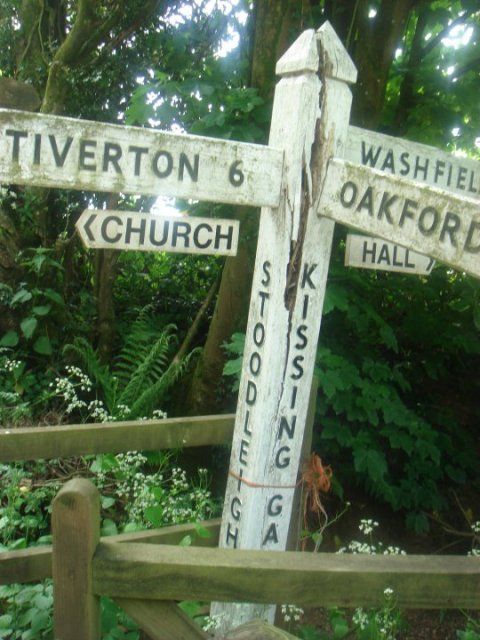 TIVERTON 6
WASHFIEL
OAKFORD
CHURCH
HALL
STOODLEIGH
KISSING GA